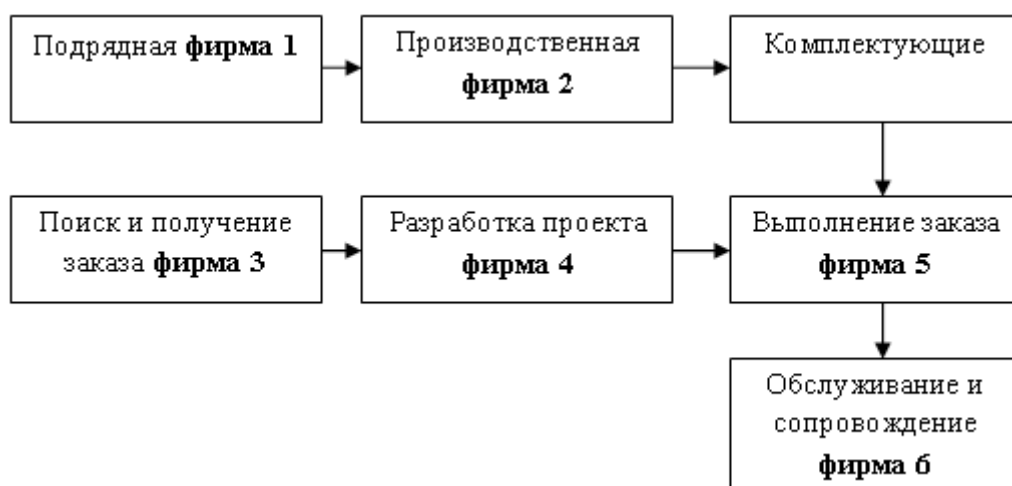 Подрядная фирма 1
Производственная
фирма 2
Комплектующие
Поиск и получение
заказа фирма 3
Разработка проекта
фирма 4
Выполнение заказа
фирма 5
Обслуживание и
сопровождение
фирма 6